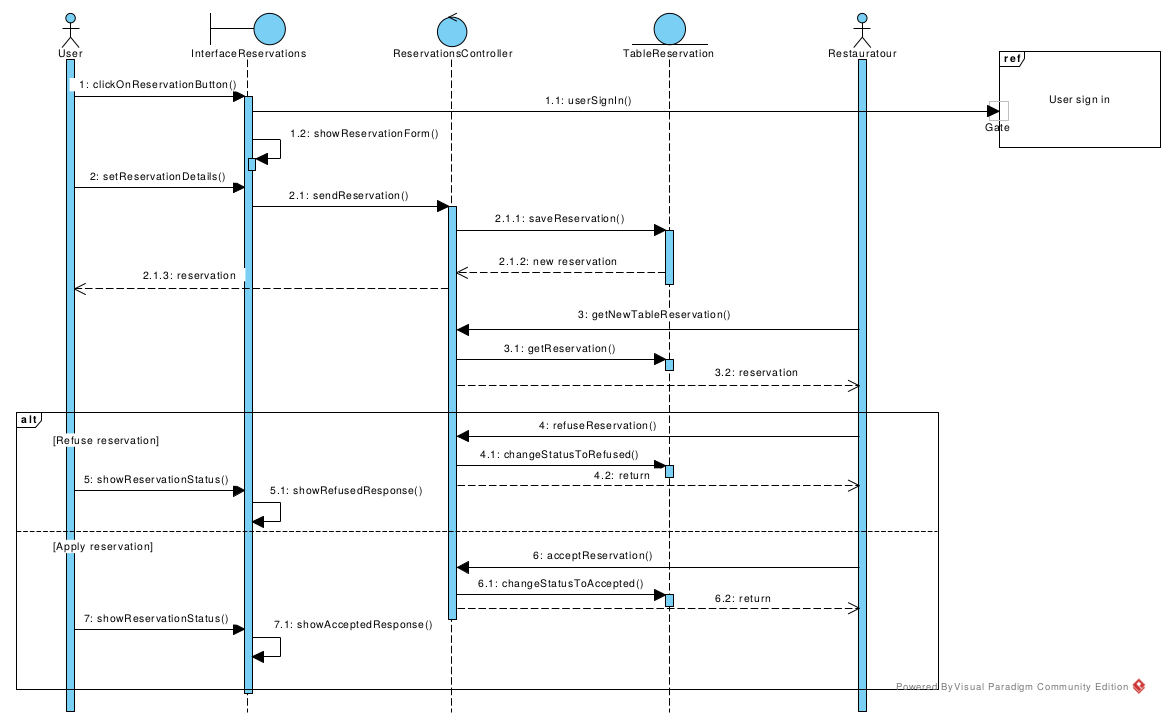 User
InterfaceReservations
ReservationsController
TableReservation
Restauratour
ref
User sign in
Gate
1: clickOnReservationButton()
1.1: userSignIn()
1.2: showReservationForm()
2: setReservationDetails()
2.1: sendReservation()
2.1.1: saveReservation()
2.1.2: new reservation
2.1.3: reservation
3: getNewTableReservation()
3.1: getReservation()
3.2: reservation
alt
[Refuse reservation]
4: refuseReservation()
4.1: changeStatusToRefused()
4.2: return
5: showReservationStatus()
5.1: showRefusedResponse()
[Apply reservation]
6: acceptReservation()
6.1: changeStatusToAccepted()
6.2: return
7: showReservationStatus()
7.1: showAcceptedResponse()
Powered By Visual Paradigm Community Edition